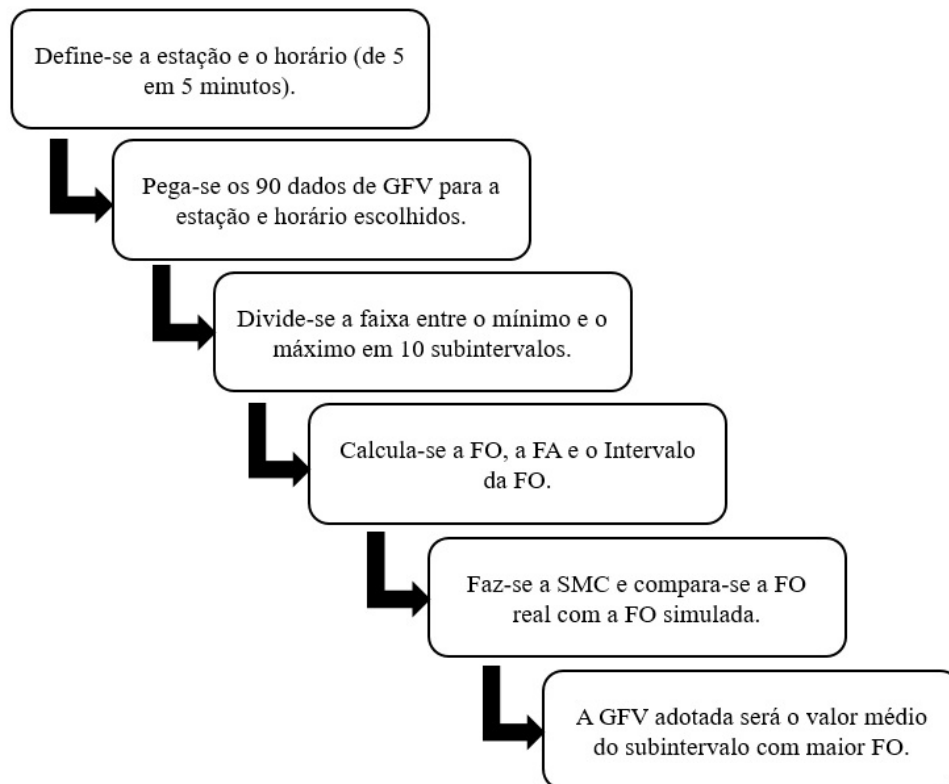 Define-se a estação e o horário (de 5
em 5 minutos).
Pega-se os 90 dados de GFV para a
estação e horário escolhidos.
Divide-se a faixa entre o mínimo e o
máximo em 10 subintervalos.
Calcula-se a FO, a FA e o Intervalo
da FO.
Faz-se a SMC e compara-se a FO
real com a FO simulada.
A GFV adotada será o valor médio
do subintervalo com maior FO.